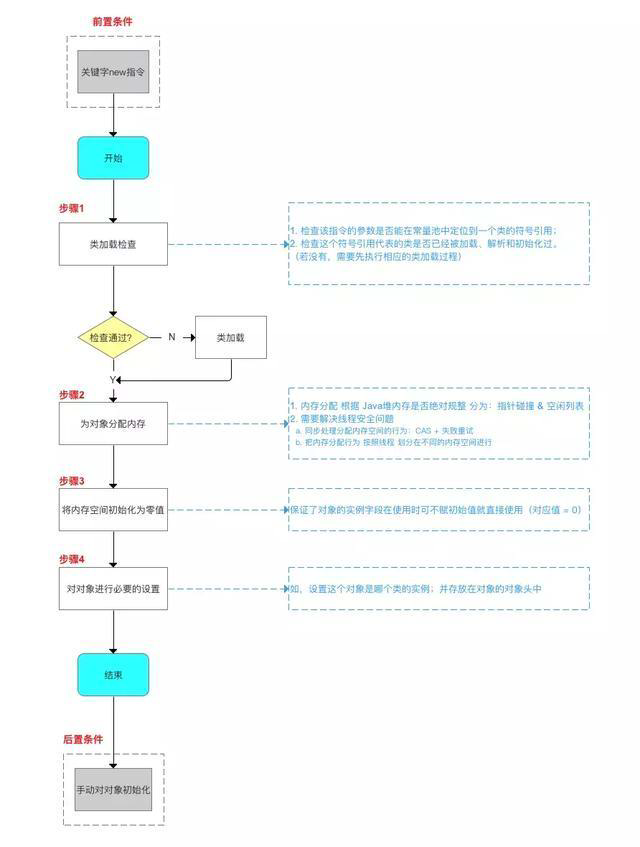 前置条件
关键字new指令
开始
步骤1
类加载检查
1. 检查该指令的参数是否能在常量池中定位到一个类的符号引用；
2. 检查这个符号引用代表的类是否已经被加载、解析和初始化过。
（若没有，需要先执行相应的类加载过程）
检查通过?
N
类加载
Y
步骤2
为对象分配内存
1. 内存分配 根据 Java堆内存是否绝对规整 分为：指针碰撞 & 空闲列表
2. 需要解决线程安全问题
a. 同步处理分配内存空间的行为：CAS + 失败重试
b. 把内存分配行为 按照线程 划分在不同的内存空间进行
步骤3
将内存空间初始化为零值
保证了对象的实例字段在使用时可不赋初始值就直接使用（对应值 = 0）
步骤4
对对象进行必要的设置
如，设置这个对象是哪个类的实例；并存放在对象的对象头中
结束
后置条件
手动对对象初始化